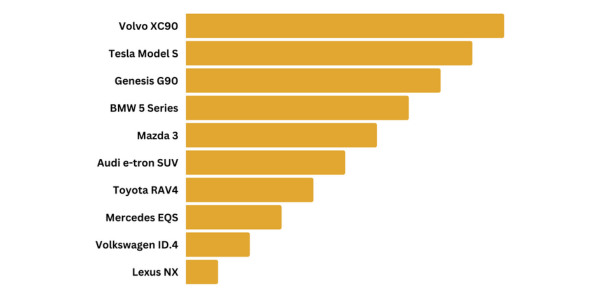 Volvo XC90
Tesla Model S
Genesis G90
BMW 5 Series
Mazda 3
Audi e-tron SUV
Toyota RAV4
Mercedes EQS
Volkswagen ID.4
Lexus NX